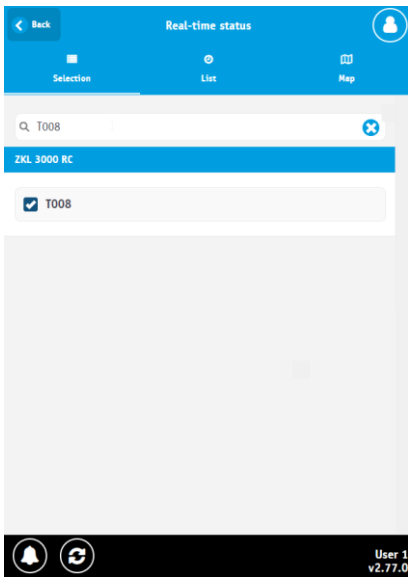 Back
Real-time status
Selection
List
Map
T008
ZKL 3000 RC
T008
User 1
v2.77.0